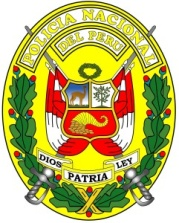 POLICIA NACIONAL
DEL PERU
DIOS PATRIA LEY